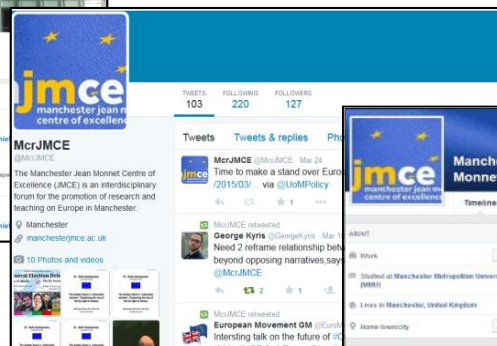 jmce
manchester jean m
centre of excellenc
McrJMCE
@McrJMCE
The Manchester Jean Monnet Centre of
Excellence (JMCE) is an interdisciplinary
forum for the promotion of research and
teaching on Europe in Manchester.
Manchester
manchesterjmce.ac.uk
10 Photos and videos
TWEETS
103
FOLLOWING
220
FOLLOWERS
127
Tweets
Tweets & replies
Pho
McrJMCE @McrJMCE · Mar 24
Time to make a stand over Euro
/2015/03/... via @UoMPolicy
1
McrJMCE retweeted
George Kyris @GeorgeKyris · Mar 1
Need 2 reframe relationship betw
beyond opposing narratives,says
@McrJMCE
2
1
McrJMCE retweeted
European Movement GM @EuroM
Intersting talk on the future of
jmce
manchester jean m
centre of excellenc
Manche
Monnet
Timeline
ABOUT
Work
Studied at Manchester Metropolitan Univers
(MMU)
Lives in Manchester, United Kingdom
Home town/city